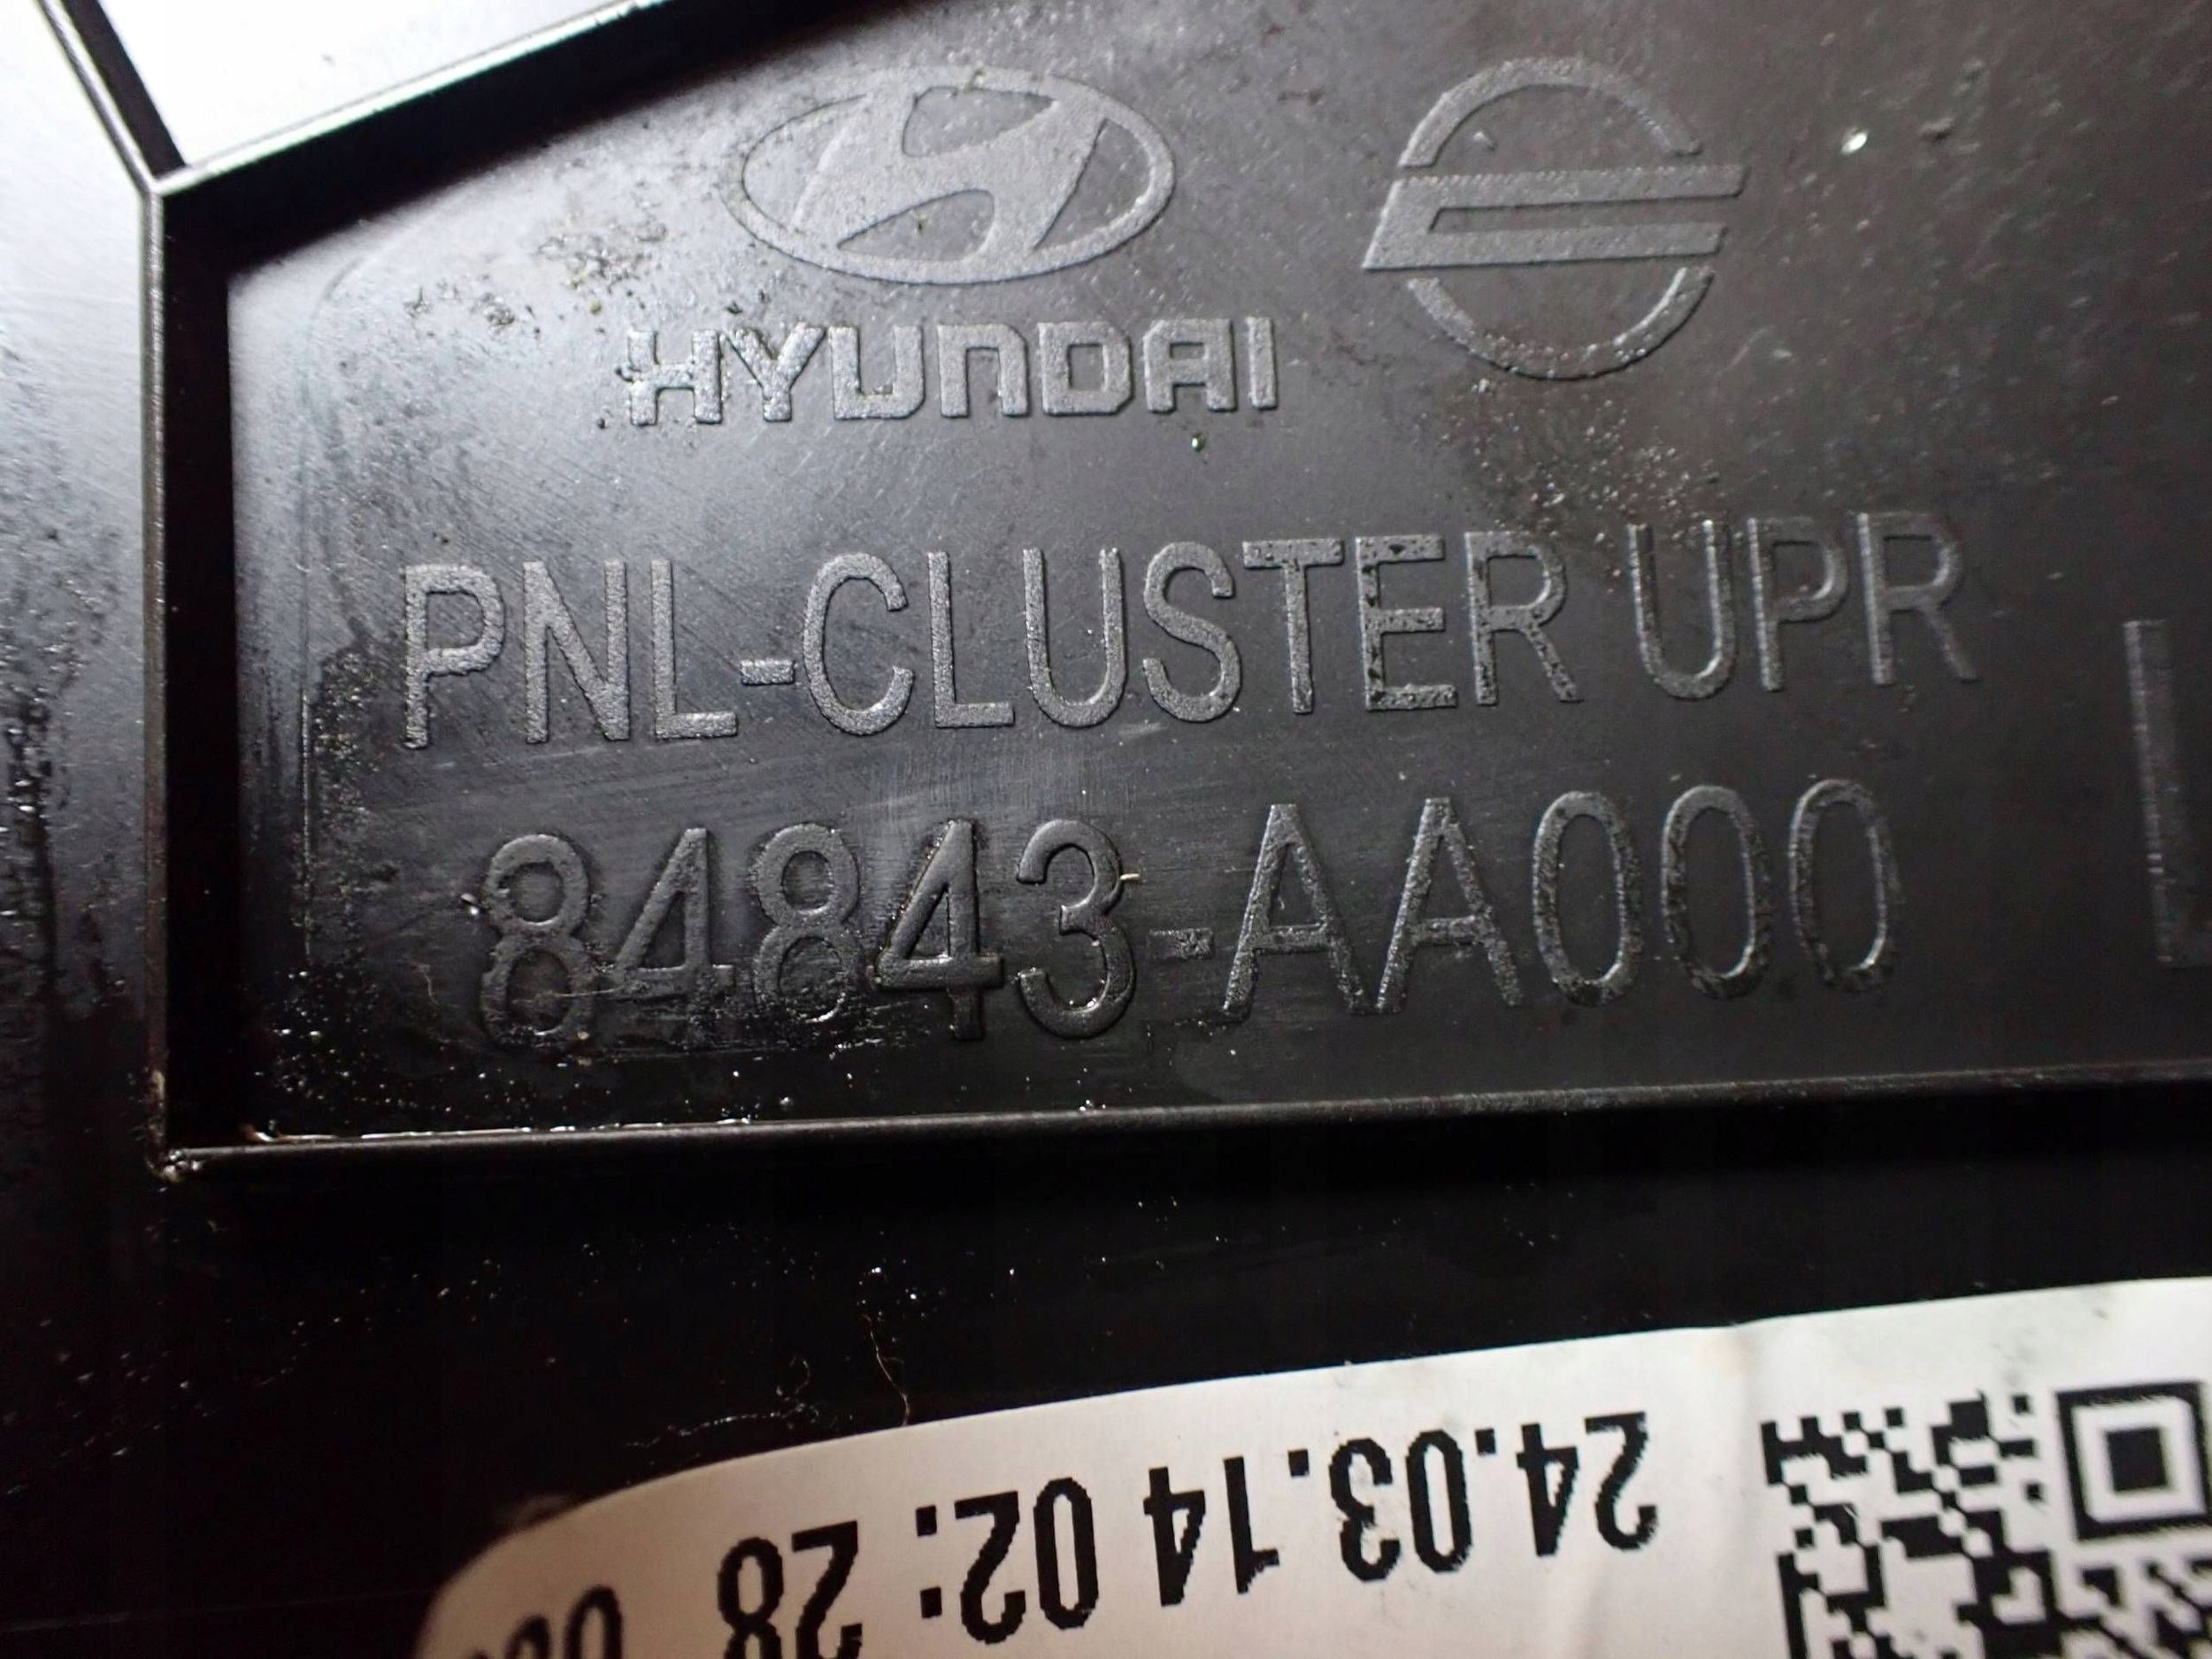 HYUNDAI
PNL-CLUSTER UPR
84843-AA000
24.03.14 02:28